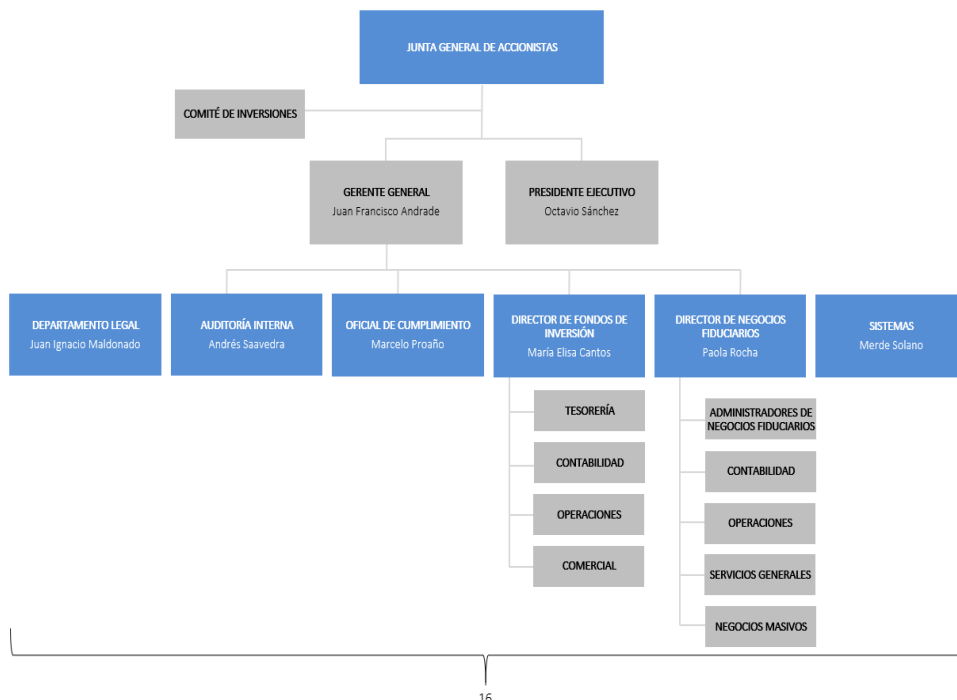 JUNTA GENERAL DE ACCIONISTAS
COMITÉ DE INVERSIONES
GERENTE GENERAL
Juan Francisco Andrade
PRESIDENTE EJECUTIVO
Octavio Sánchez
DEPARTAMENTO LEGAL
Juan Ignacio Maldonado
AUDITORÍA INTERNA
Andrés Saavedra
OFICIAL DE CUMPLIMIENTO
Marcelo Proaño
DIRECTOR DE FONDOS DE
INVERSIÓN
María Elisa Cantos
DIRECTOR DE NEGOCIOS
FIDUCIARIOS
Paola Rocha
SISTEMAS
Merde Solano
TESORERÍA
CONTABILIDAD
OPERACIONES
COMERCIAL
ADMINISTRADORES DE
NEGOCIOS FIDUCIARIOS
CONTABILIDAD
OPERACIONES
SERVICIOS GENERALES
NEGOCIOS MASIVOS
16